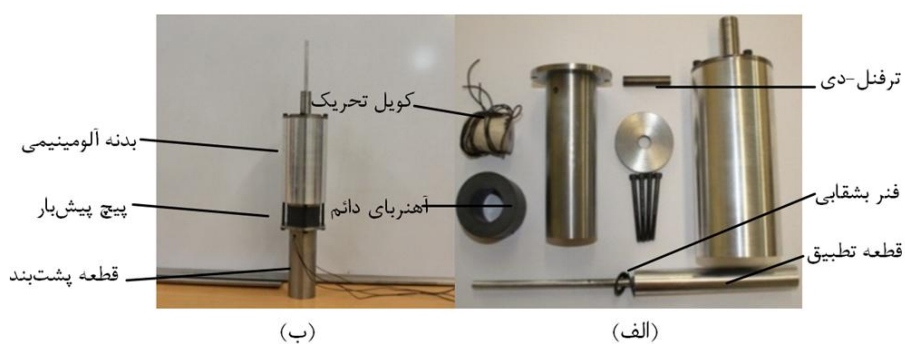 ترفنل-دی
کویل تحریک
بدنه آلومینیمی
فنر بشقابی
پیچ پیش‌بار
آهنربای دائم
قطعه تطبیق
قطعه پشت‌بند
(الف)
(ب)